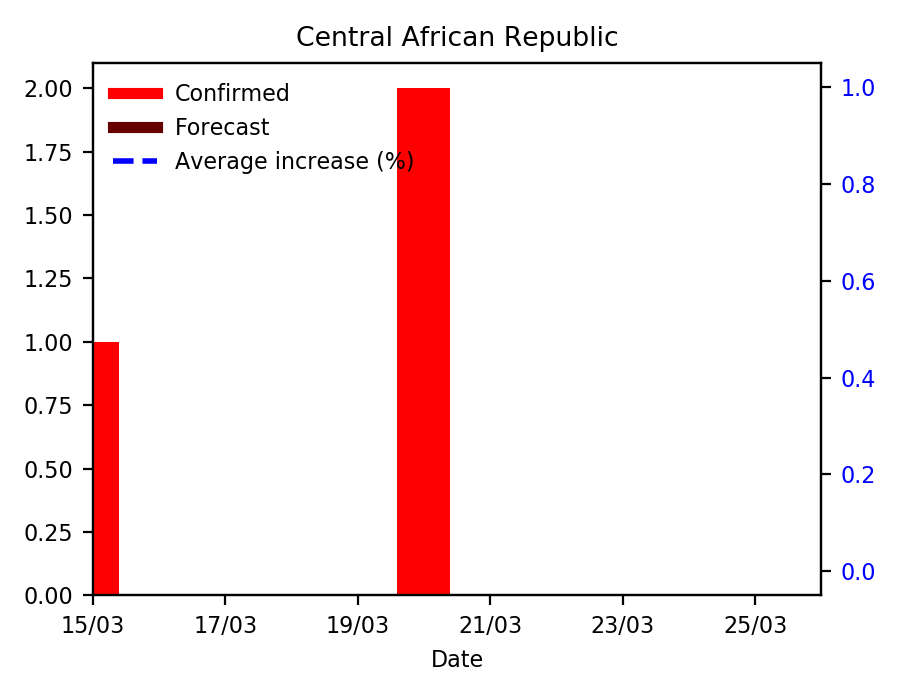 Central African Republic
Confirmed
Forecast
Average increase (%)
2.00
1.75
1.50
1.25
1.00
0.75
0.50
0.25
0.00
1.0
0.8
0.6
0.4
0.2
0.0
15/03 17/03 19/03 21/03 23/03 25/03
Date